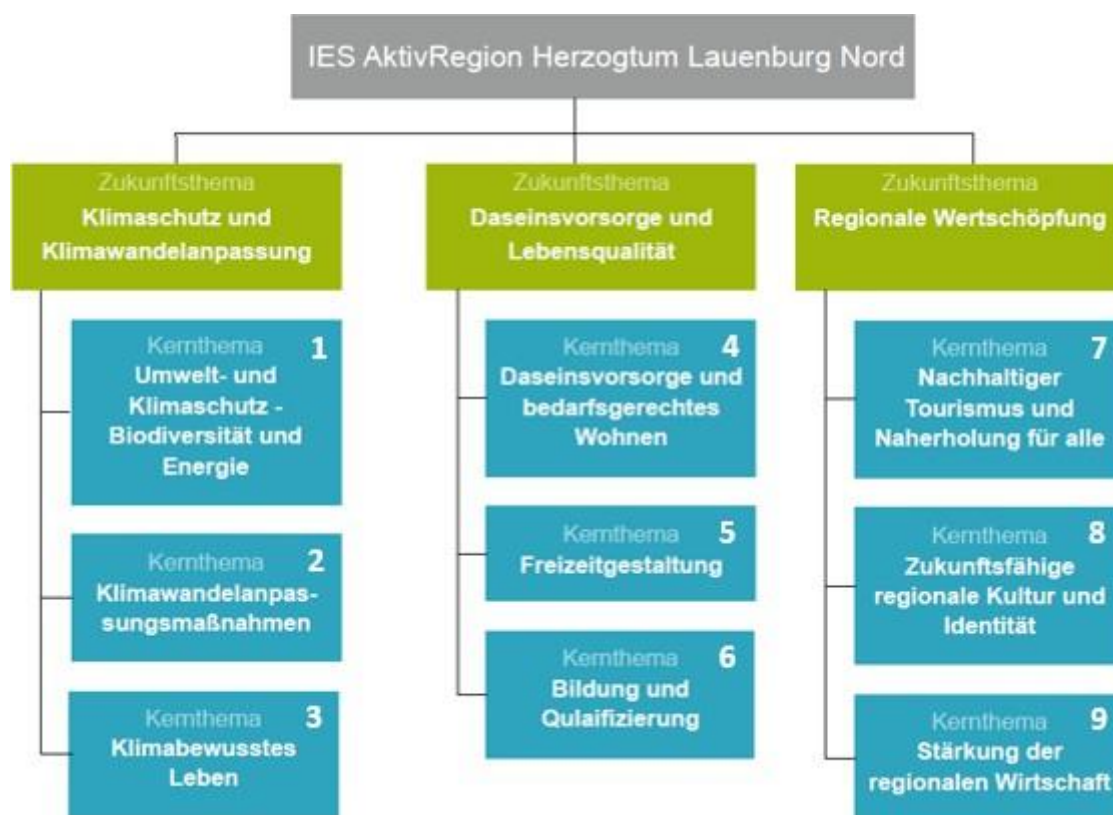 IES AktivRegion Herzogtum Lauenburg Nord
Zukunftsthema
Klimaschutz und
Klimawandelanpassung
Kernthema 1
Umwelt- und
Klimaschutz -
Biodiversität und
Energie
Kernthema 2
Klimawandelanpas-
sungsmaßnahmen
Kernthema 3
Klimabewusstes
Leben
Zukunftsthema
Daseinsvorsorge und
Lebensqualität
Kernthema 4
Daseinsvorsorge und
bedarfsgerechtes
Wohnen
Kernthema 5
Freizeitgestaltung
Kernthema 6
Bildung und
Qulaifizierung
Zukunftsthema
Regionale Wertschöpfung
Kernthema 7
Nachhaltiger
Tourismus und
Naherholung für alle
Kernthema 8
Zukunftsfähige
regionale Kultur und
Identität
Kernthema 9
Stärkung der
regionalen Wirtschaft